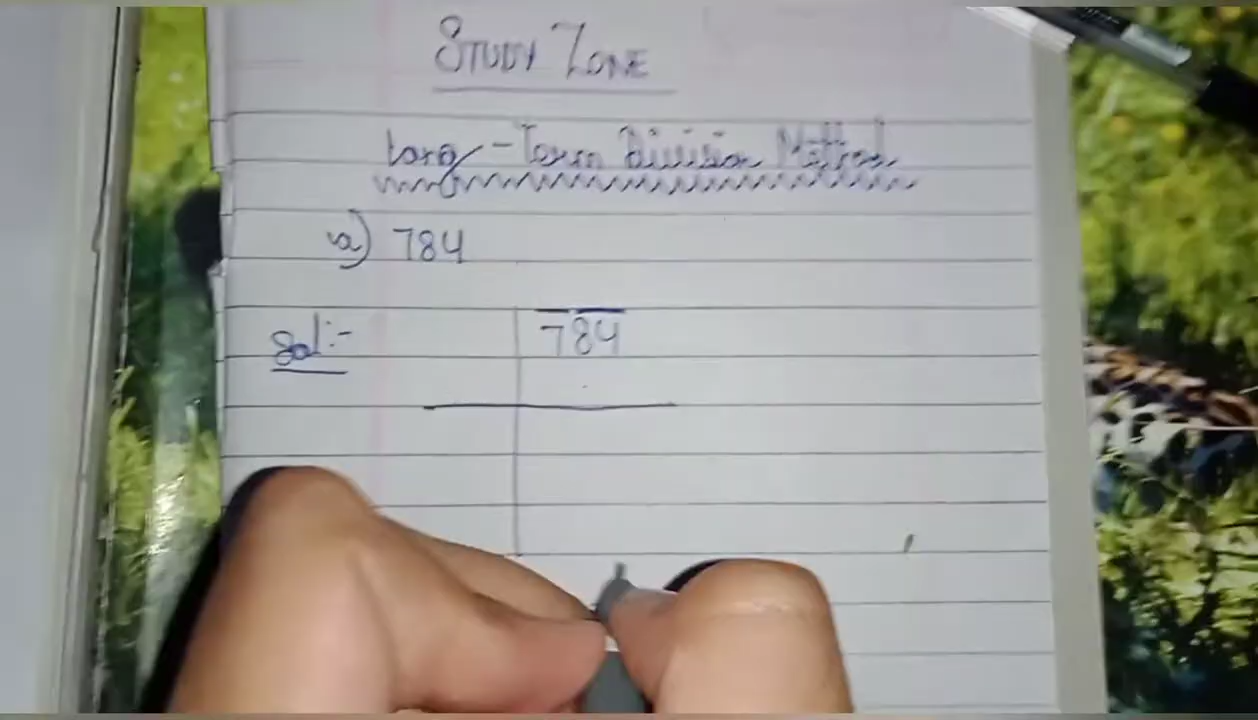 STUDY ZONE
Long-Term Division Method
a) 784
Sol:-
784